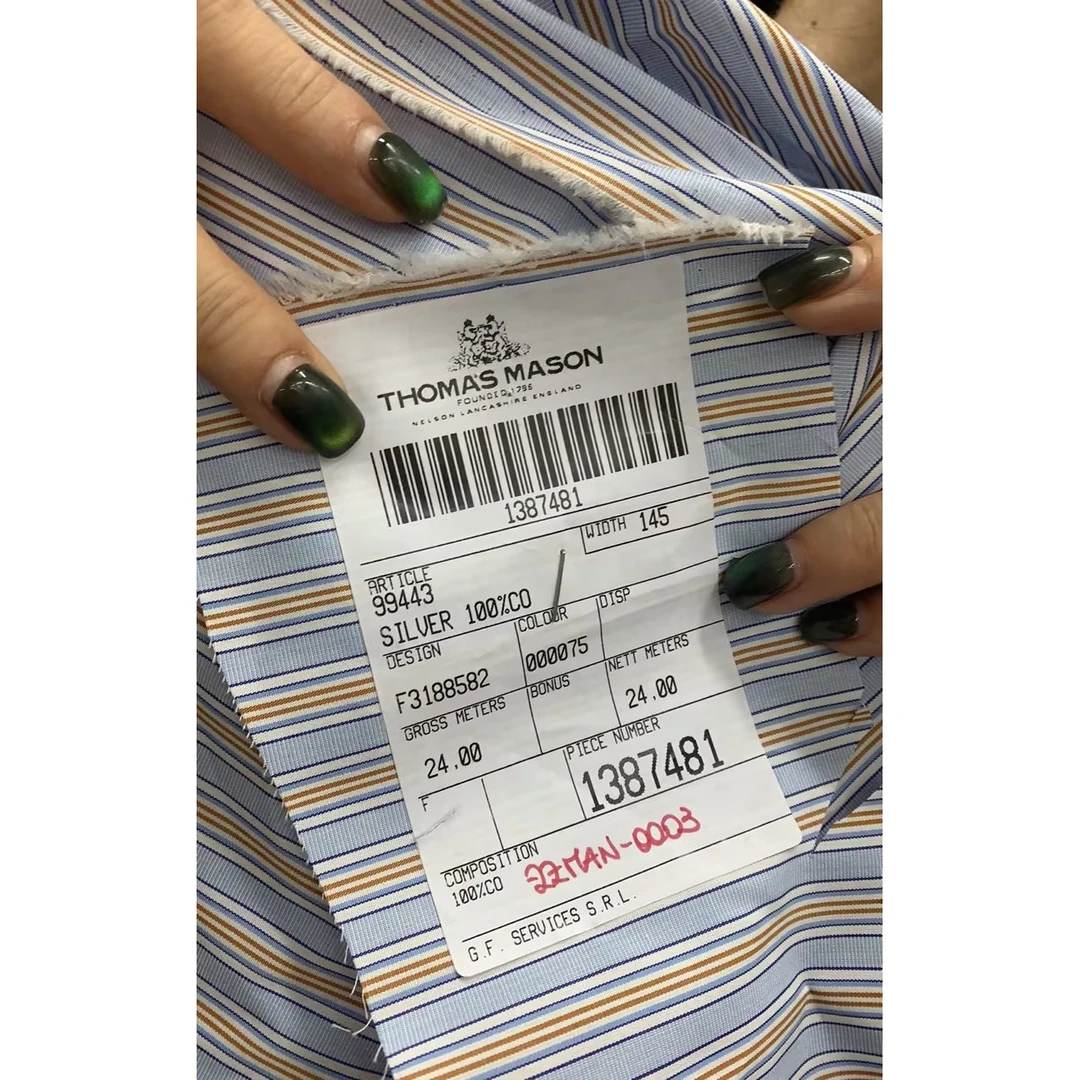 THOMAS MASON
FOUNDED 1796
NELSON LANCASHIRE ENGLAND
1387481
WIDTH 145
ARTICLE
99443
SILVER 100%CO
DESIGN COLOUR DISP
F3188582 000075
GROSS METERS BONUS NETT METERS
24,00 24,00
F PIECE NUMBER
1387481
COMPOSITION
100%CO 22MAN-0003
G.F. SERVICES S.R.L.